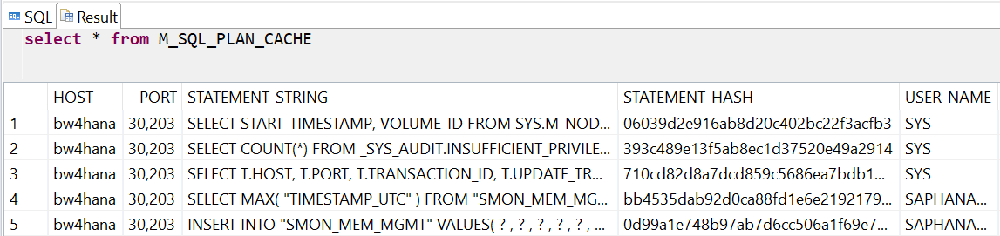 SQL Result
select * from M_SQL_PLAN_CACHE
HOST PORT STATEMENT_STRING STATEMENT_HASH USER_NAME
1 bw4hana 30,203 SELECT START_TIMESTAMP, VOLUME_ID FROM SYS.M_NOD... 06039d2e916ab8d20c402bc22f3acfb3 SYS
2 bw4hana 30,203 SELECT COUNT(*) FROM _SYS_AUDIT.INSUFFICIENT_PRIVILE... 393c489e13f5ab8ec1d37520e49a2914 SYS
3 bw4hana 30,203 SELECT T.HOST, T.PORT, T.TRANSACTION_ID, T.UPDATE_TR... 710cd82d8a7dcd859c5686ea7bdb1... SYS
4 bw4hana 30,203 SELECT MAX( "TIMESTAMP_UTC" ) FROM "SMON_MEM_MG... bb4535dab92d0ca88fd1e6e2192179... SAPHANA...
5 bw4hana 30,203 INSERT INTO "SMON_MEM_MGMT" VALUES( ? , ? , ? , ? , ? , ... 0d99a1e748b97ab7d6cc506a1f69e7... SAPHANA...